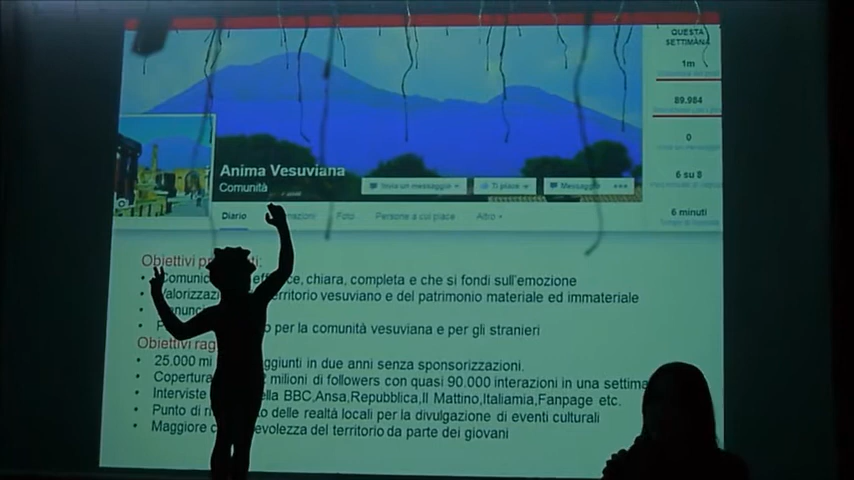 QUESTA
SETTIMANA
1m
89.984
0
6 su 8
6 minuti
Anima Vesuviana
Comunità
Invia un messaggio
Ti piace
Message
Diario
Foto
Persone a cui piace
Altro
Obiettivi
chiara, completa e che si fondi sull'emozione
territorio vesuviano e del patrimonio materiale ed immateriale
per la comunità vesuviana e per gli stranieri
Obiettivi
25.000 mi in due anni senza sponsorizzazioni.
Copertura milioni di followers con quasi 90.000 interazioni in una
Interviste BBC,Ansa,Repubblica,Il Mattino,Italiamia,Fanpage etc.
Punto di delle realtà locali per la divulgazione di eventi culturali
Maggiore del territorio da parte dei giovani